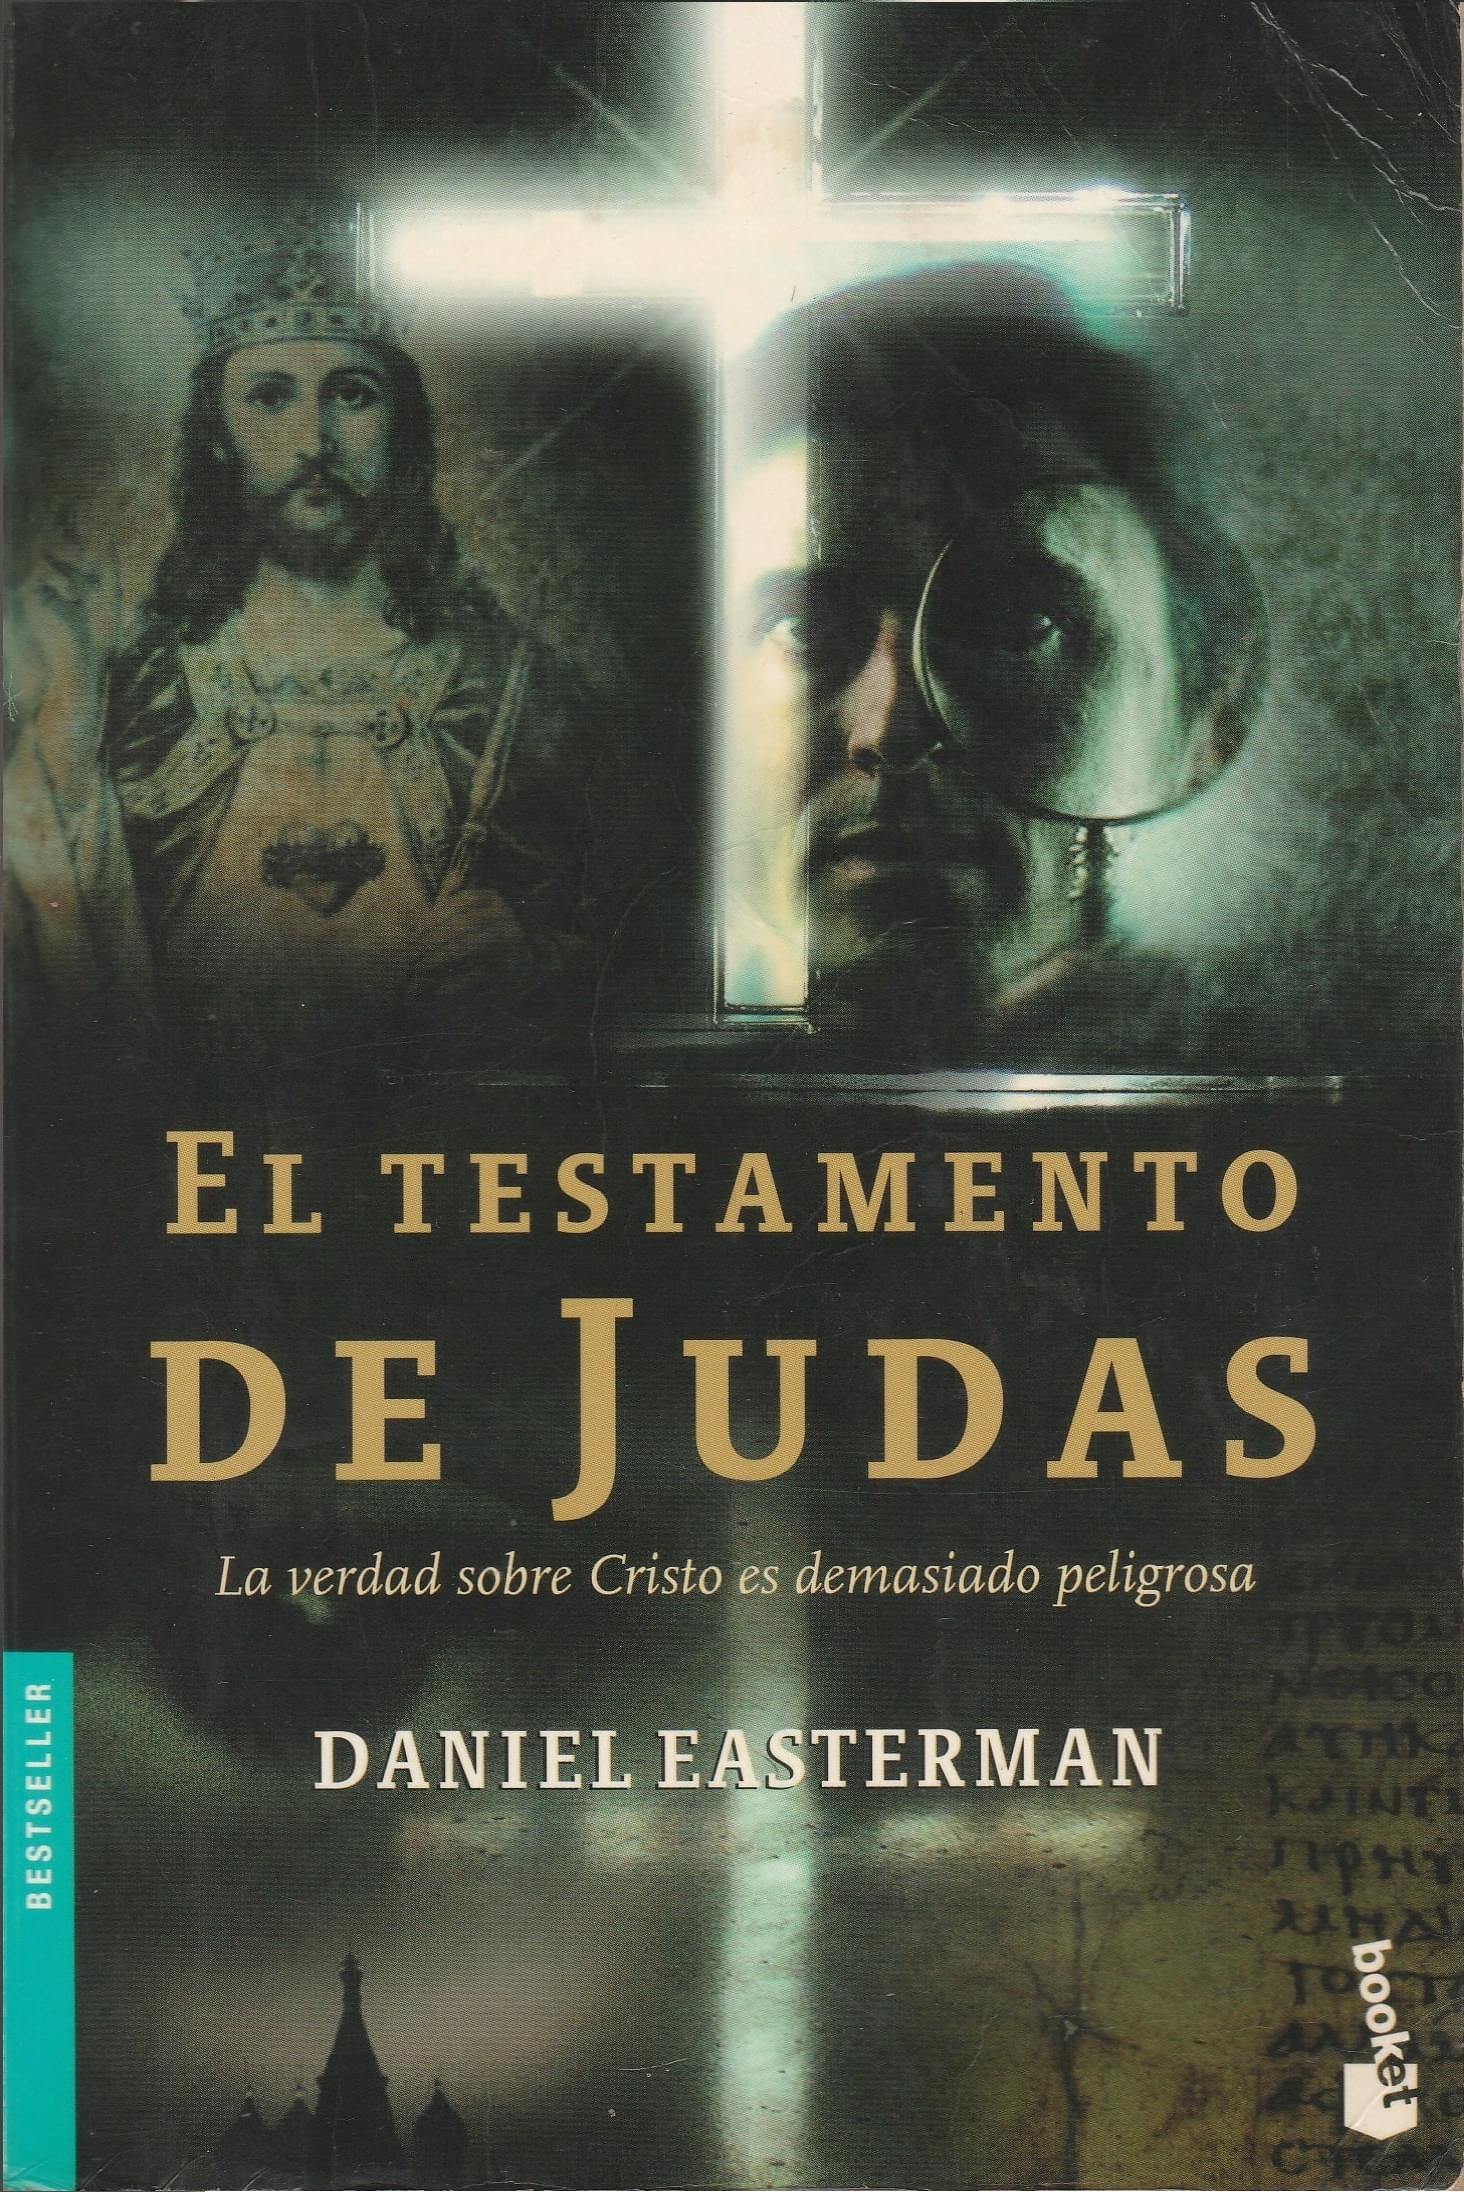 EL TESTAMENTO
DE JUDAS
La verdad sobre Cristo es demasiado peligrosa
DANIEL EASTERMAN
BESTSELLER
booket